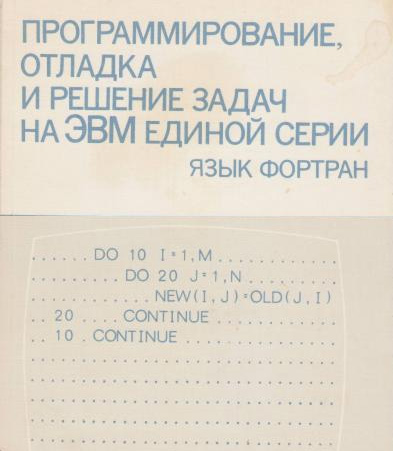 ПРОГРАММИРОВАНИЕ,
ОТЛАДКА
И РЕШЕНИЕ ЗАДАЧ
НА ЭВМ ЕДИНОЙ СЕРИИ
ЯЗЫК ФОРТРАН
......DO 10 I=1,M............
.........DO 20 J=1,N.........
............NEW(I,J)=OLD(J,I)
..20....CONTINUE............
..10.CONTINUE...............
.............................
.............................
.............................
.............................
.............................